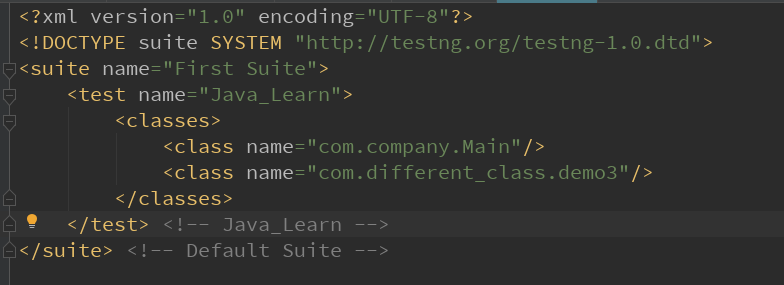 <?xml version="1.0" encoding="UTF-8"?>
<!DOCTYPE suite SYSTEM "http://testng.org/testng-1.0.dtd">
<suite name="First Suite">
<test name="Java_Learn">
<classes>
<class name="com.company.Main"/>
<class name="com.different_class.demo3"/>
</classes>
</test> <!-- Java_Learn -->
</suite> <!-- Default Suite -->